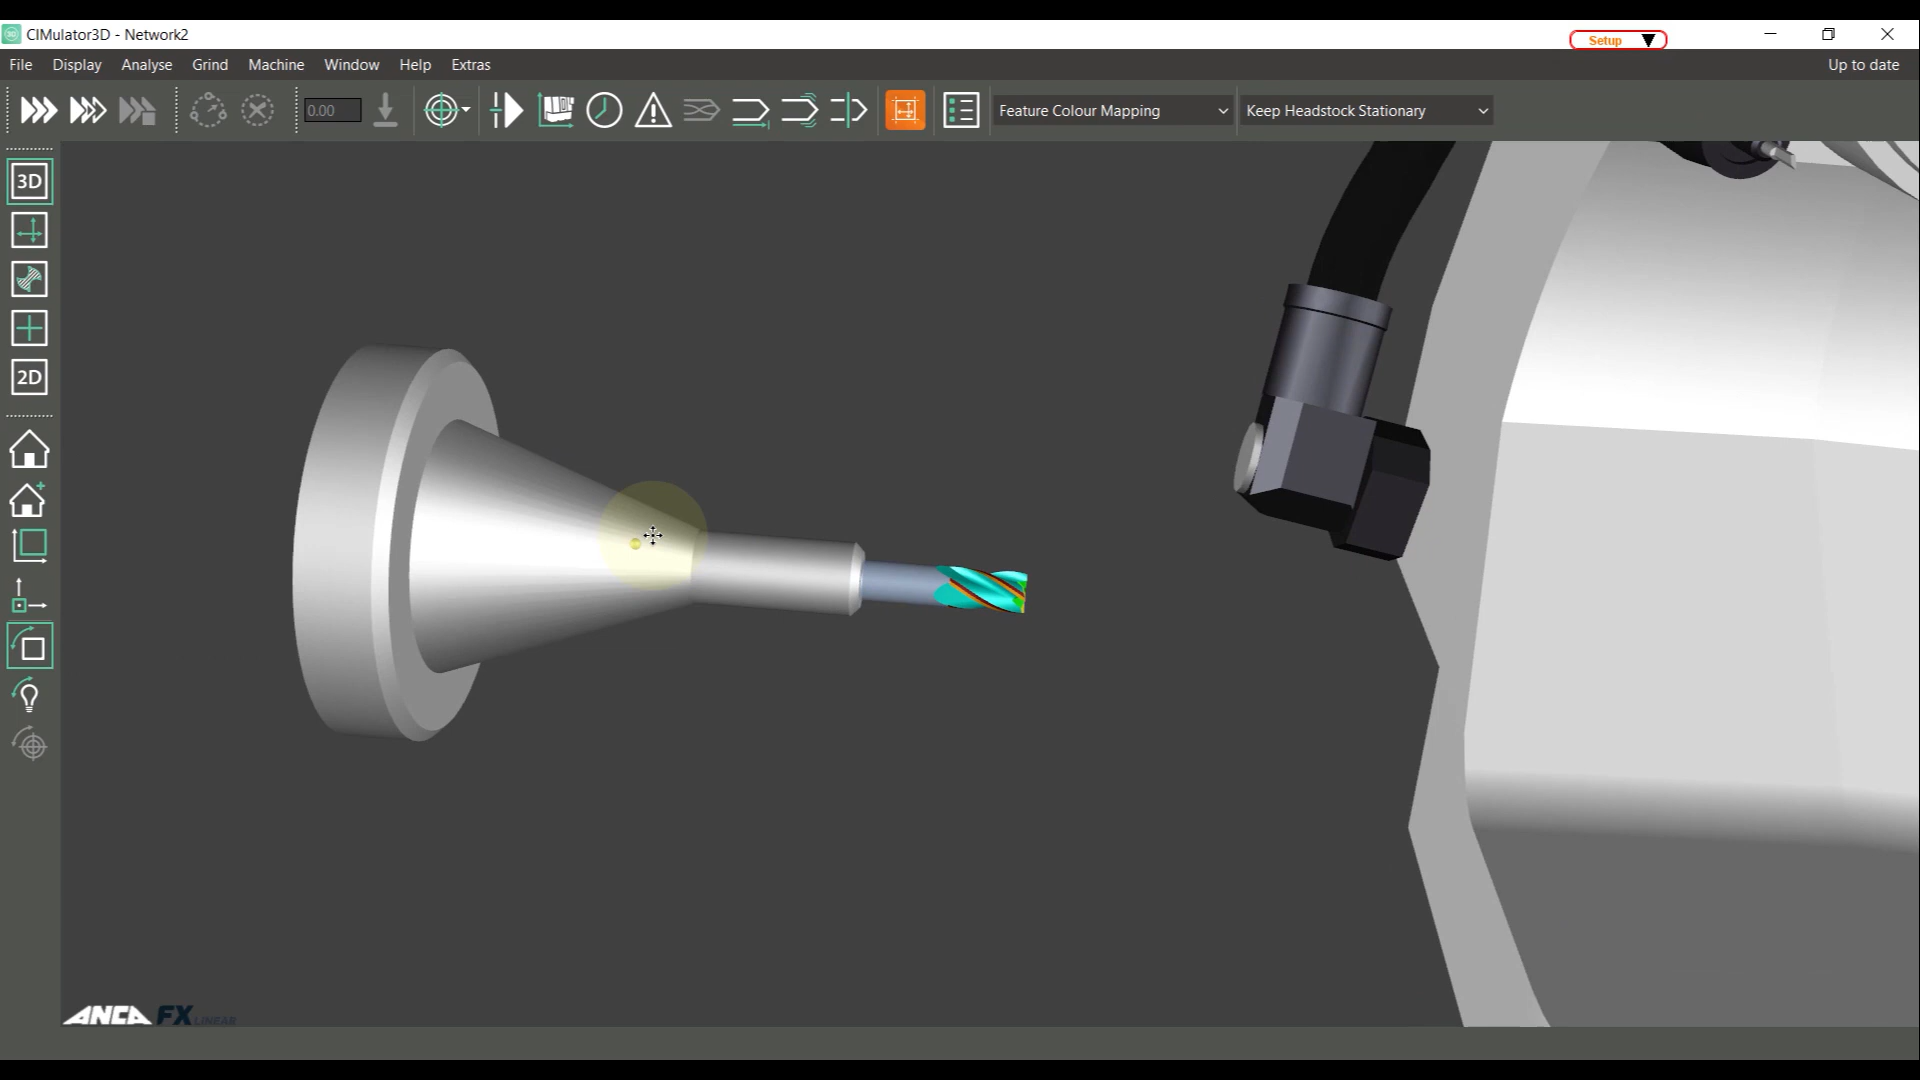 CIMulator3D - Network2
Setup
File Display Analyse Grind Machine Window Help Extras
Up to date
0.00
Feature Colour Mapping
Keep Headstock Stationary
3D
2D
ANCA FX LINEAR